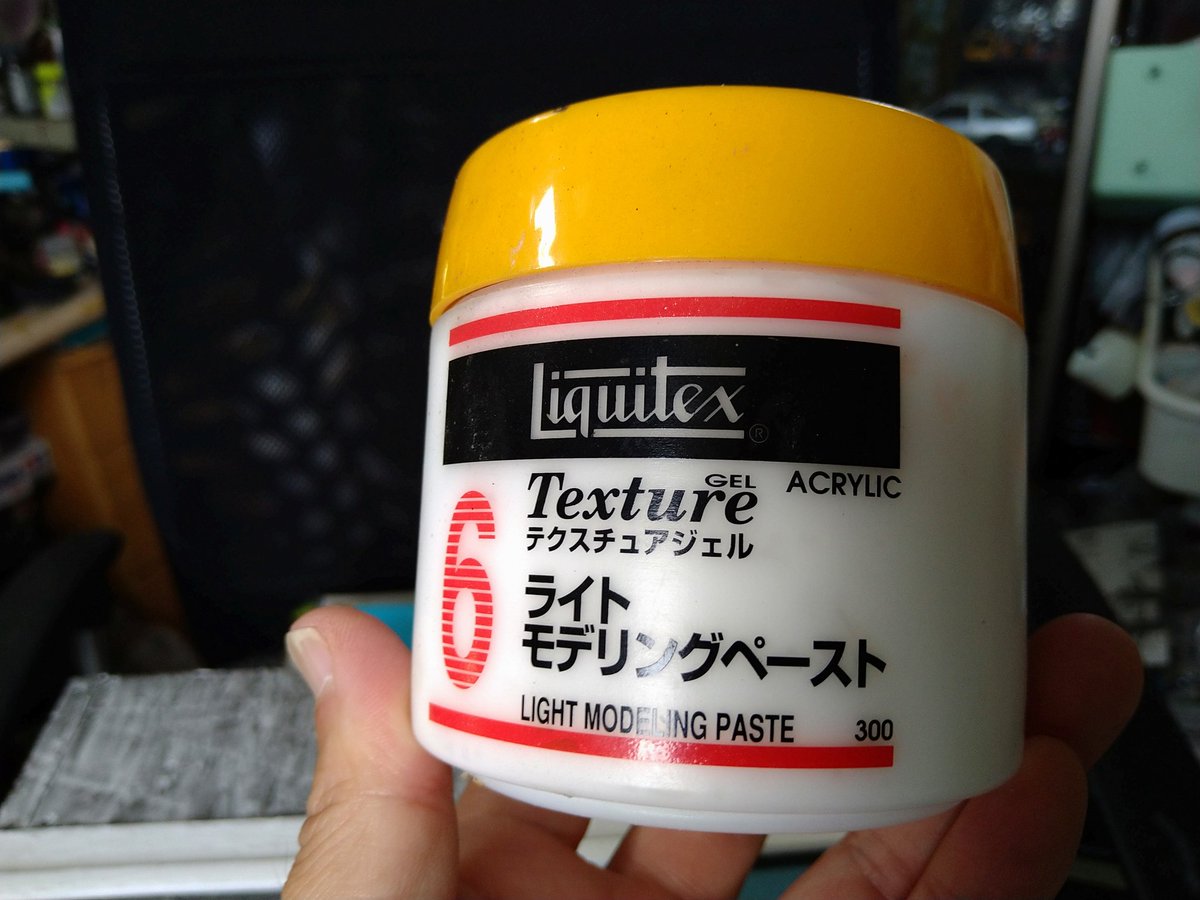 Liquitex®
Texture GEL ACRYLIC
テクスチュアジェル
6
ライト
モデリングペースト
LIGHT MODELING PASTE 300